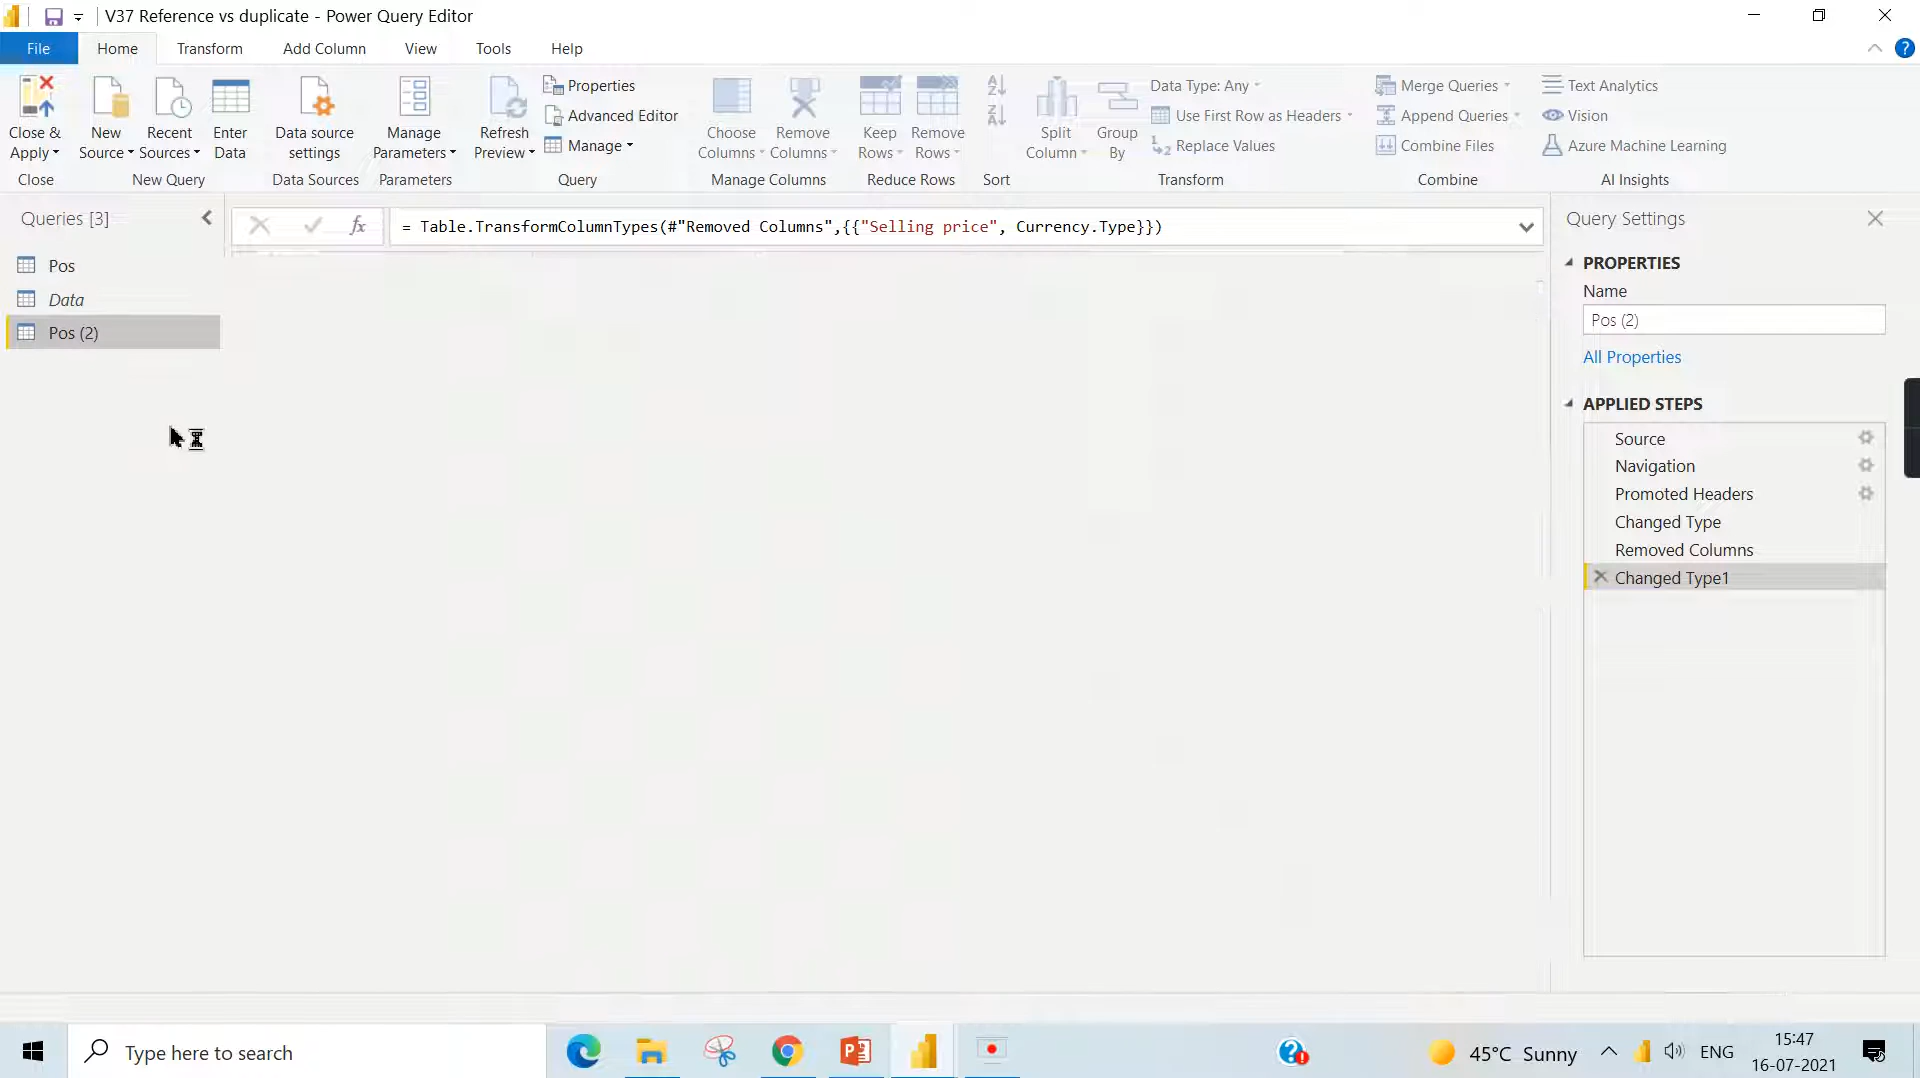 V37 Reference vs duplicate - Power Query Editor
File Home Transform Add Column View Tools Help
Close & Apply
New Source
Recent Sources
Enter Data
Data source settings
Manage Parameters
Refresh Preview
Properties
Advanced Editor
Manage
Choose Columns
Remove Columns
Keep Rows
Remove Rows
Split Column
Group By
Data Type: Any
Use First Row as Headers
Replace Values
Merge Queries
Append Queries
Combine Files
Text Analytics
Vision
Azure Machine Learning
Close New Query Data Sources Parameters Query Manage Columns Reduce Rows Sort Transform Combine AI Insights
Queries [3]
Pos
Data
Pos (2)
fx = Table.TransformColumnTypes(#"Removed Columns",{{"Selling price", Currency.Type}})
Query Settings
PROPERTIES
Name
Pos (2)
All Properties
APPLIED STEPS
Source
Navigation
Promoted Headers
Changed Type
Removed Columns
Changed Type1
Type here to search
45°C Sunny
ENG
15:47
16-07-2021